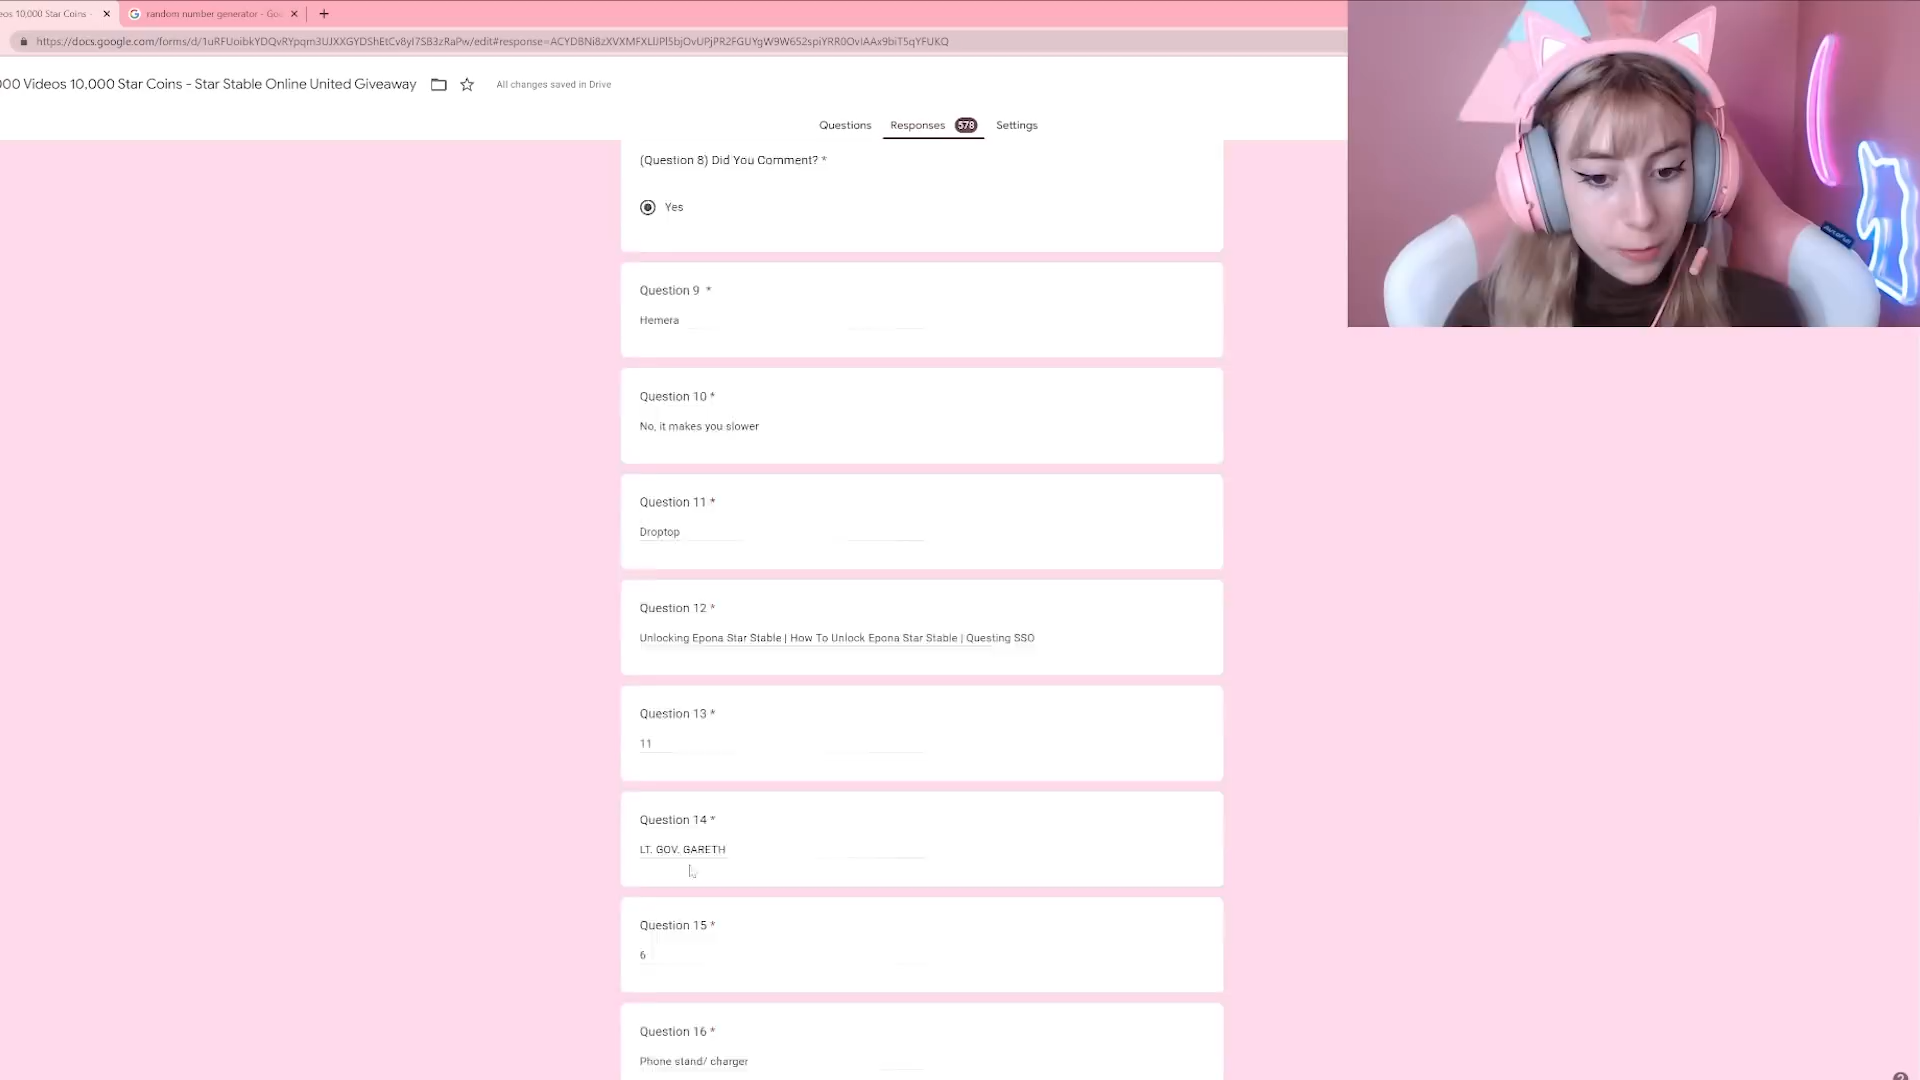 eos 10,000 Star Coins -
random number generator - Goo
https://docs.google.com/forms/d/1uRFUoibkYDQvRYpqm3UJXXGYDShEtCv8yI7SB3zRaPw/edit#response=ACYDBNi8zXVXMFXLlJPl5bjOvUPjPR2FGUYgW9W652spiYRR0OvIAAx9biT5qYFUKQ
000 Videos 10,000 Star Coins - Star Stable Online United Giveaway
All changes saved in Drive
Questions
Responses 578
Settings
(Question 8) Did You Comment? *
Yes
Question 9 *
Hemera
Question 10 *
No, it makes you slower
Question 11 *
Droptop
Question 12 *
Unlocking Epona Star Stable | How To Unlock Epona Star Stable | Questing SSO
Question 13 *
11
Question 14 *
LT. GOV. GARETH
Question 15 *
6
Question 16 *
Phone stand/ charger